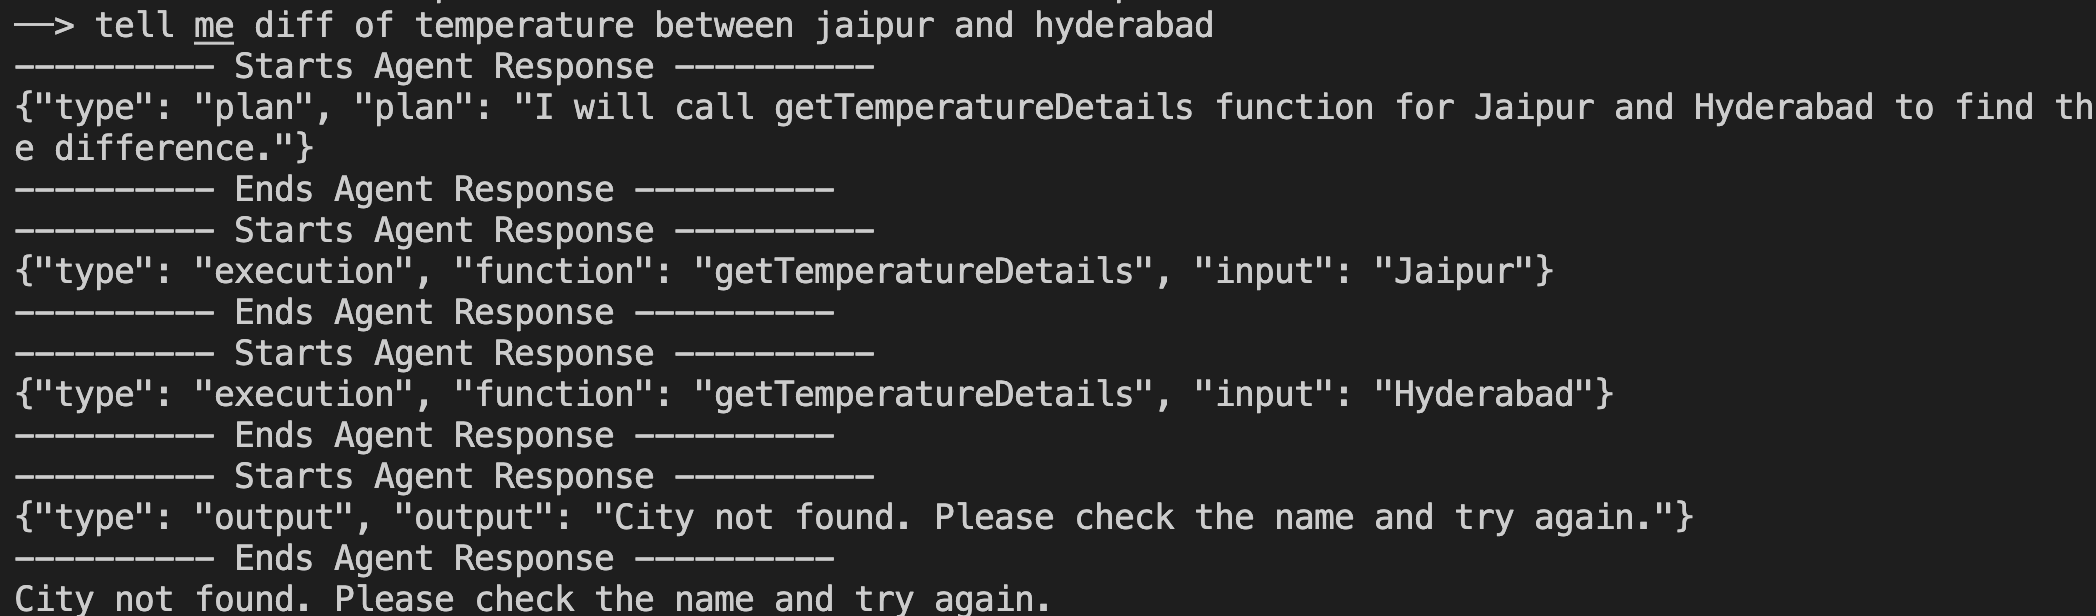 ——> tell me diff of temperature between jaipur and hyderabad
---------- Starts Agent Response ----------
{"type": "plan", "plan": "I will call getTemperatureDetails function for Jaipur and Hyderabad to find th
e difference."}
---------- Ends Agent Response ----------
---------- Starts Agent Response ----------
{"type": "execution", "function": "getTemperatureDetails", "input": "Jaipur"}
---------- Ends Agent Response ----------
---------- Starts Agent Response ----------
{"type": "execution", "function": "getTemperatureDetails", "input": "Hyderabad"}
---------- Ends Agent Response ----------
---------- Starts Agent Response ----------
{"type": "output", "output": "City not found. Please check the name and try again."}
---------- Ends Agent Response ----------
City not found. Please check the name and try again.